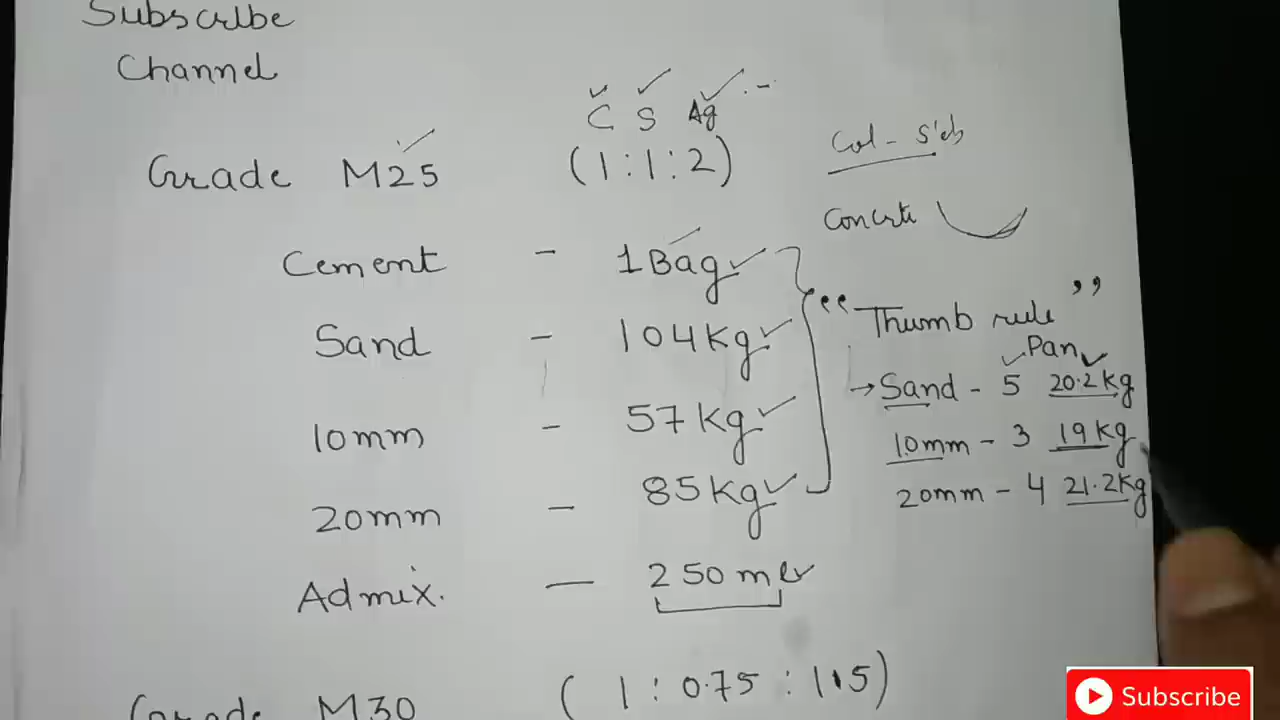 Subscribe
Channel
C S Ag :-
Grade M25 (1:1:2)
Col - Slab
Concrete
Cement - 1 Bag
Sand - 104 kg
10mm - 57 kg
20mm - 85 kg
Admix. - 250 ml
"Thumb rule"
Pan
→ Sand - 5 20.2 kg
10mm - 3 19 kg
20mm - 4 21.2 kg
Grade M30 (1 : 0.75 : 1.5)
Subscribe